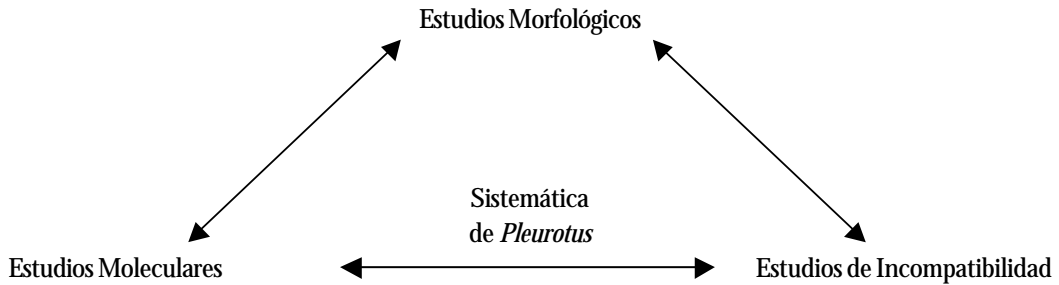 Estudios Morfológicos
Sistemática
de Pleurotus
Estudios Moleculares
Estudios de Incompatibilidad